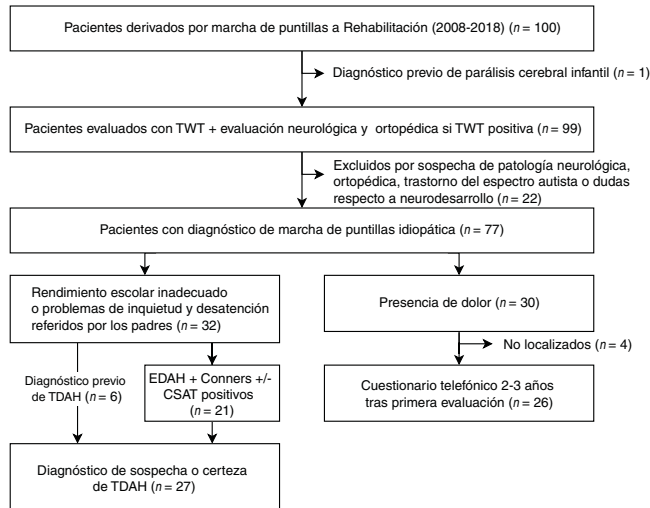 Pacientes derivados por marcha de puntillas a Rehabilitación (2008-2018) (n = 100)
Diagnóstico previo de parálisis cerebral infantil (n = 1)
Pacientes evaluados con TWT + evaluación neurológica y ortopédica si TWT positiva (n = 99)
Excluidos por sospecha de patología neurológica,
ortopédica, trastorno del espectro autista o dudas
respecto a neurodesarrollo (n = 22)
Pacientes con diagnóstico de marcha de puntillas idiopática (n = 77)
Rendimiento escolar inadecuado
o problemas de inquietud y desatención
referidos por los padres (n = 32)
Presencia de dolor (n = 30)
No localizados (n = 4)
Diagnóstico previo
de TDAH (n = 6)
EDAH + Conners +/-
CSAT positivos
(n = 21)
Cuestionario telefónico 2-3 años
tras primera evaluación (n = 26)
Diagnóstico de sospecha o certeza
de TDAH (n = 27)